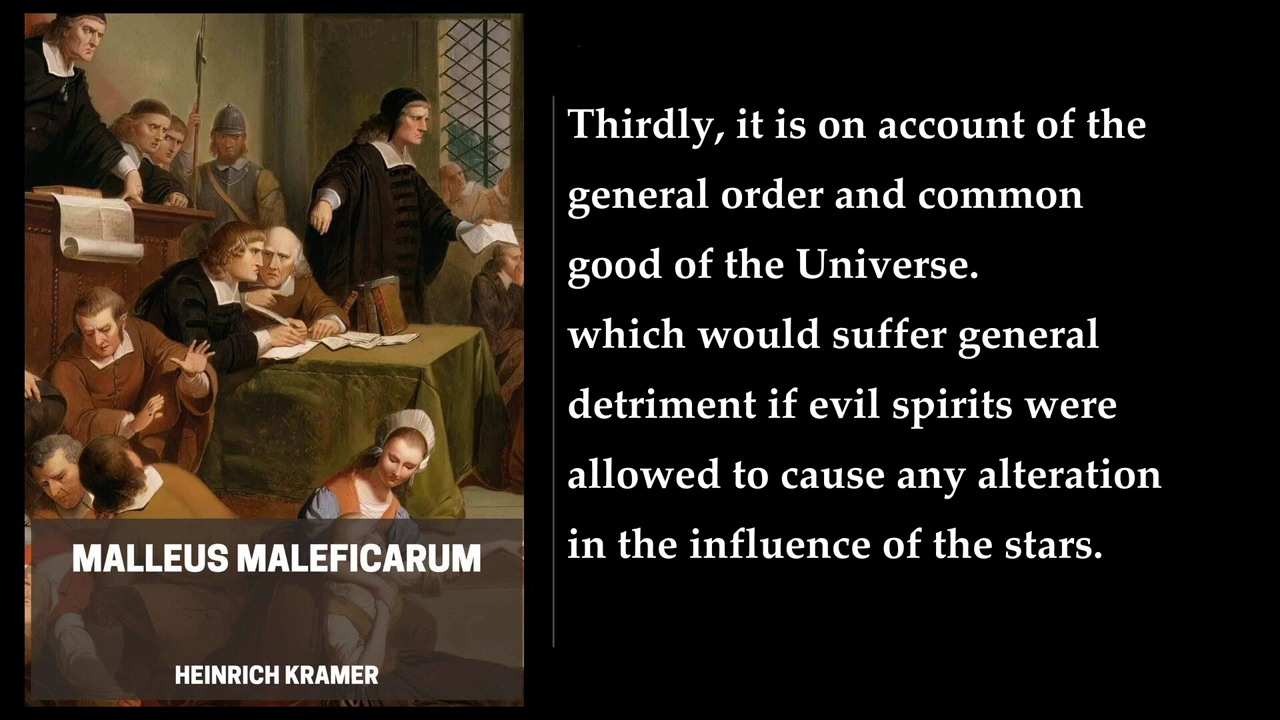 MALLEUS MALEFICARUM
HEINRICH KRAMER
Thirdly, it is on account of the
general order and common
good of the Universe.
which would suffer general
detriment if evil spirits were
allowed to cause any alteration
in the influence of the stars.